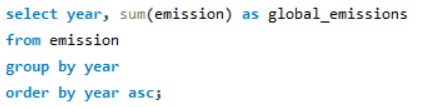 select year, sum(emission) as global_emissions
from emission
group by year
order by year asc;